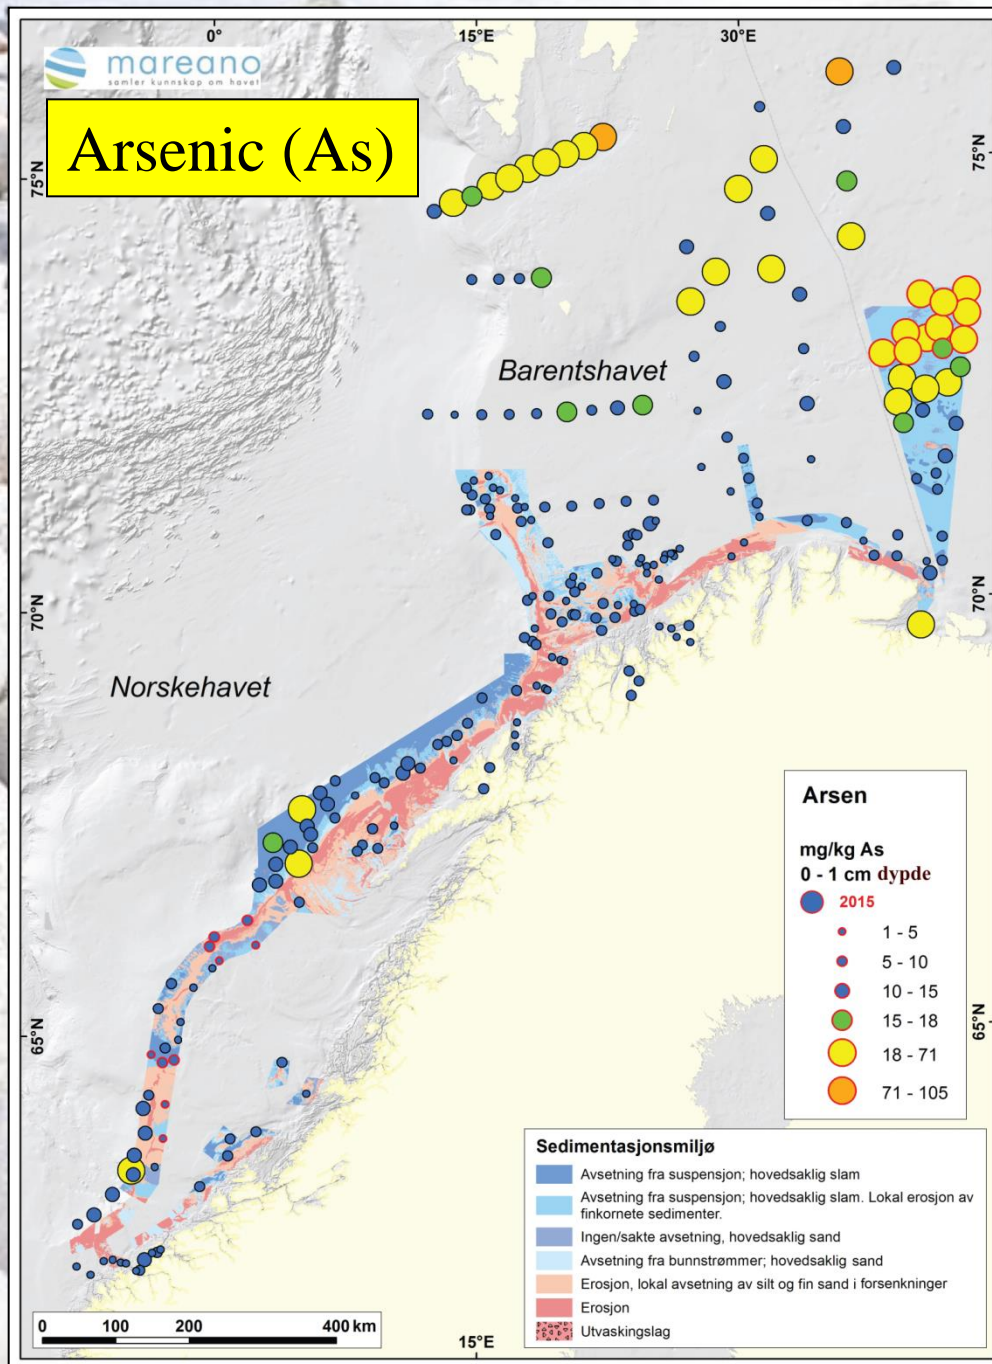 0° 15°E 30°E
mareano
samler kunnskap om havet
Arsenic (As)
75°N
75°N
Barentshavet
70°N
70°N
Norskehavet
Arsen
mg/kg As
0 - 1 cm dypde
2015
1 - 5
5 - 10
10 - 15
15 - 18
18 - 71
71 - 105
65°N
65°N
Sedimentasjonsmiljø
Avsetning fra suspensjon; hovedsaklig slam
Avsetning fra suspensjon; hovedsaklig slam. Lokal erosjon av
finkornete sedimenter.
Ingen/sakte avsetning, hovedsaklig sand
Avsetning fra bunnstrømmer; hovedsaklig sand
Erosjon, lokal avsetning av silt og fin sand i forsenkninger
Erosjon
Utvaskingslag
0 100 200 400 km
15°E